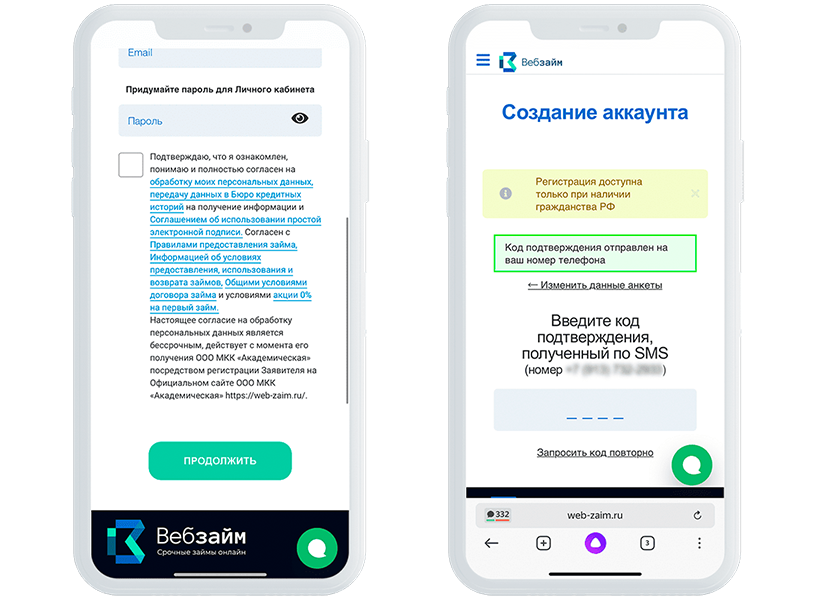 Email
Придумайте пароль для Личного кабинета
Пароль
Подтверждаю, что я ознакомлен,
понимаю и полностью согласен на
обработку моих персональных данных,
передачу данных в Бюро кредитных
историй на получение информации и
Соглашением об использовании простой
электронной подписи. Согласен с
Правилами предоставления займа,
Информацией об условиях
предоставления, использования и
возврата займов, Общими условиями
договора займа и условиями акции 0%
на первый займ.
Настоящее согласие на обработку
персональных данных является
бессрочным, действует с момента его
получения ООО МКК «Академическая»
посредством регистрации Заявителя на
Официальном сайте ООО МКК
«Академическая» https://web-zaim.ru/.
ПРОДОЛЖИТЬ
Вебзайм
Срочные займы онлайн
Вебзайм
Создание аккаунта
Регистрация доступна
только при наличии
гражданства РФ
Код подтверждения отправлен на
ваш номер телефона
← Изменить данные анкеты
Введите код
подтверждения,
полученный по SMS
(номер )
Запросить код повторно
332
web-zaim.ru
3